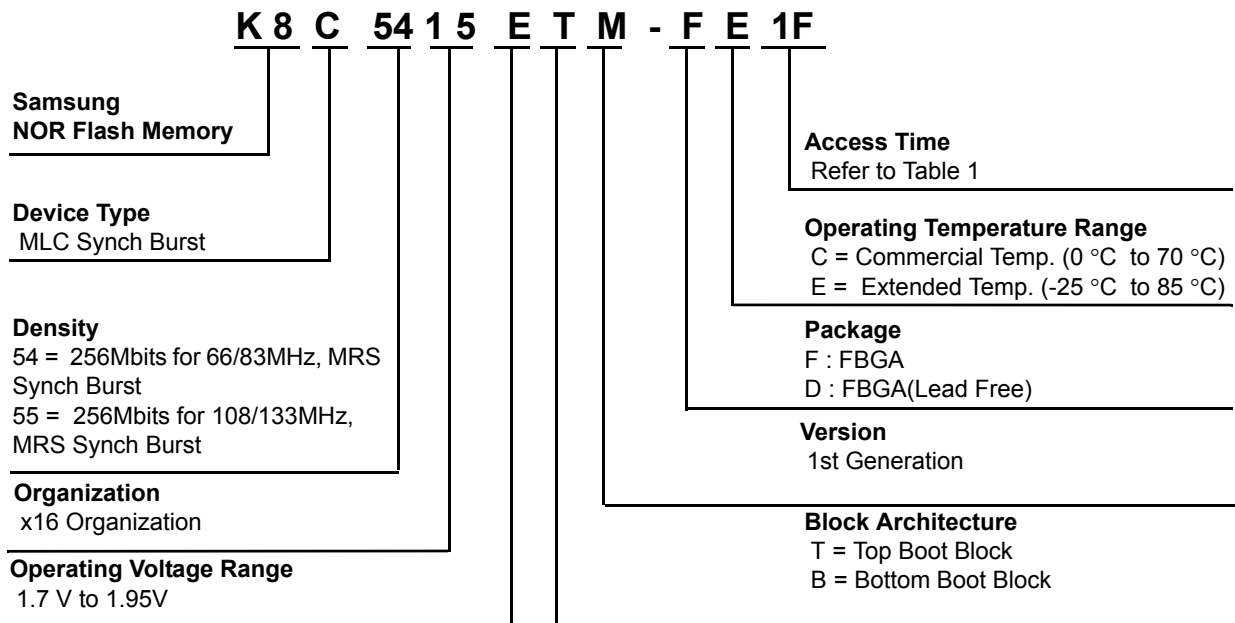 K 8 C 54 1 5 E T M - F E 1F
Samsung
NOR Flash Memory
Device Type
MLC Synch Burst
Density
54 = 256Mbits for 66/83MHz, MRS
Synch Burst
55 = 256Mbits for 108/133MHz,
MRS Synch Burst
Organization
x16 Organization
Operating Voltage Range
1.7 V to 1.95V
Access Time
Refer to Table 1
Operating Temperature Range
C = Commercial Temp. (0 °C to 70 °C)
E = Extended Temp. (-25 °C to 85 °C)
Package
F : FBGA
D : FBGA(Lead Free)
Version
1st Generation
Block Architecture
T = Top Boot Block
B = Bottom Boot Block